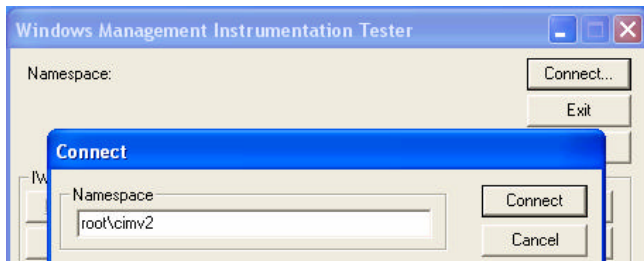 Windows Management Instrumentation Tester
Namespace:
Connect...
Exit
Connect
Namespace
root\cimv2
Connect
Cancel